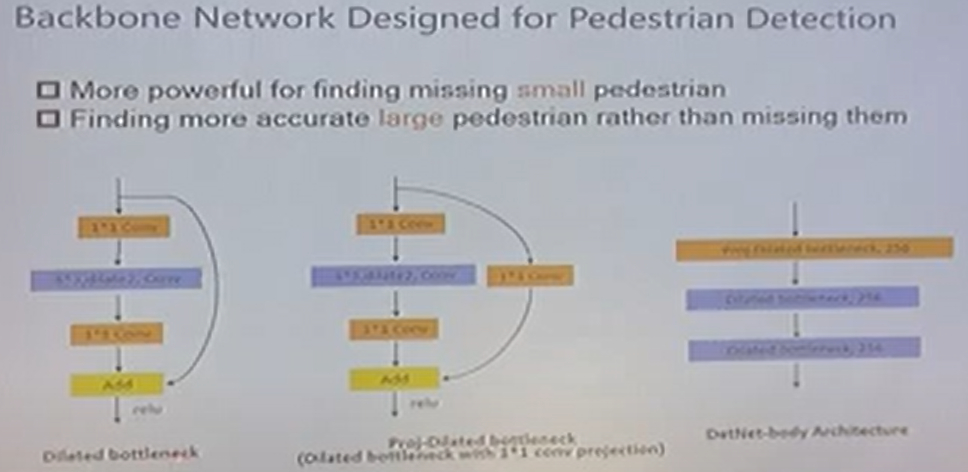 Backbone Network Designed for Pedestrian Detection
More powerful for finding missing small pedestrian
Finding more accurate large pedestrian rather than missing them
1*1 Conv
3*3,dilate2, Conv
1*1 Conv
Add
relu
Dilated bottleneck
1*1 Conv
3*3,dilate2, Conv
1*1 Conv
1*1 Conv
Add
relu
Proj-Dilated bottleneck
(Dilated bottleneck with 1*1 conv projection)
Proj-Dilated bottleneck, 256
Dilated bottleneck, 256
Dilated bottleneck, 256
DetNet-body Architecture